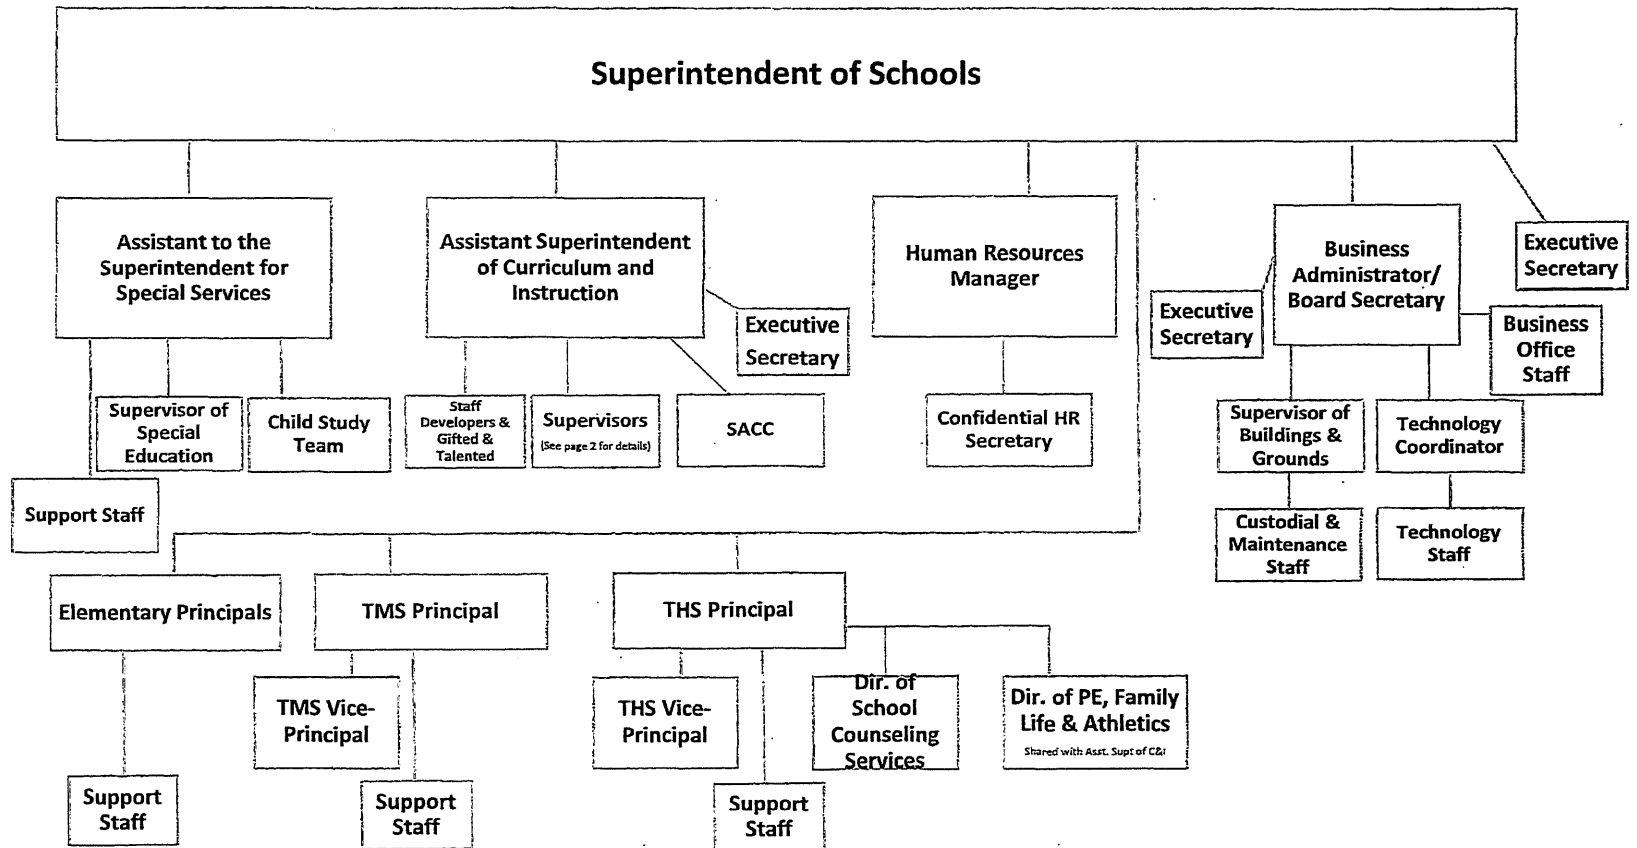 Superintendent of Schools
Assistant to the
Superintendent for
Special Services
Assistant Superintendent
of Curriculum and
Instruction
Executive
Secretary
Human Resources
Manager
Executive
Secretary
Business
Administrator/
Board Secretary
Executive
Secretary
Business
Office
Staff
Supervisor of
Special
Education
Child Study
Team
Staff
Developers &
Gifted &
Talented
Supervisors
(See page 2 for details)
SACC
Confidential HR
Secretary
Supervisor of
Buildings &
Grounds
Technology
Coordinator
Support Staff
Custodial &
Maintenance
Staff
Technology
Staff
Elementary Principals
TMS Principal
THS Principal
TMS Vice-
Principal
THS Vice-
Principal
Dir. of
School
Counseling
Services
Dir. of PE, Family
Life & Athletics
Shared with Asst. Supt of C&I
Support
Staff
Support
Staff
Support
Staff